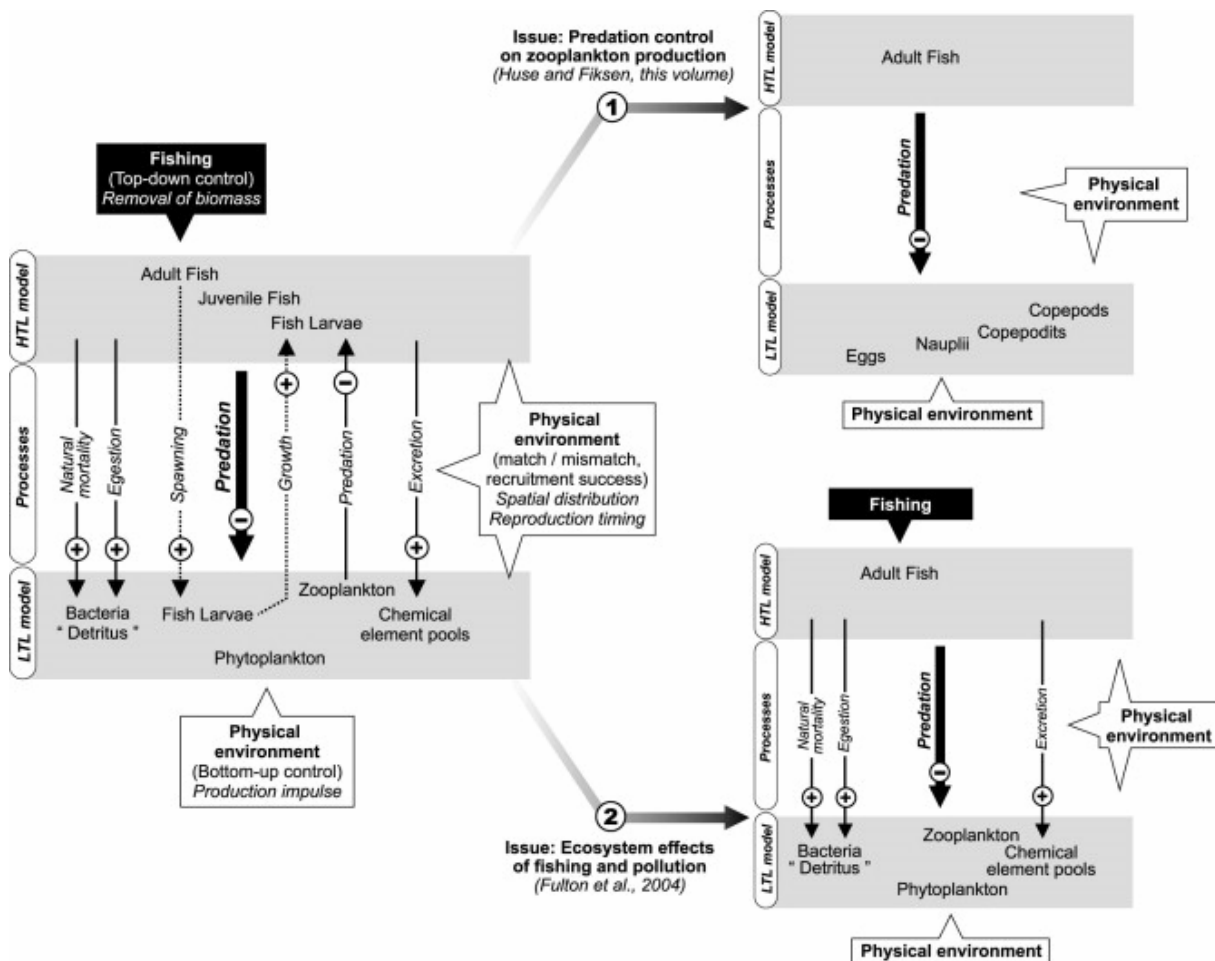 Issue: Predation control
on zooplankton production
(Huse and Fiksen, this volume)
1
Fishing
(Top-down control)
Removal of biomass
HTL model
Adult Fish
Juvenile Fish
Fish Larvae
Processes
Natural
mortality
+
Egestion
+
Spawning
+
Predation
−
Growth
+
Predation
−
Excretion
+
Physical
environment
(match / mismatch,
recruitment success)
Spatial distribution
Reproduction timing
LTL model
Zooplankton
Bacteria
" Detritus "
Fish Larvae
Chemical
element pools
Phytoplankton
Physical
environment
(Bottom-up control)
Production impulse
HTL model
Adult Fish
Processes
Predation
−
Physical
environment
LTL model
Copepods
Copepodits
Nauplii
Eggs
Physical environment
2
Issue: Ecosystem effects
of fishing and pollution
(Fulton et al., 2004)
Fishing
HTL model
Adult Fish
Processes
Natural
mortality
+
Egestion
+
Predation
−
Excretion
+
Physical
environment
LTL model
Zooplankton
Bacteria
" Detritus "
Chemical
element pools
Phytoplankton
Physical environment